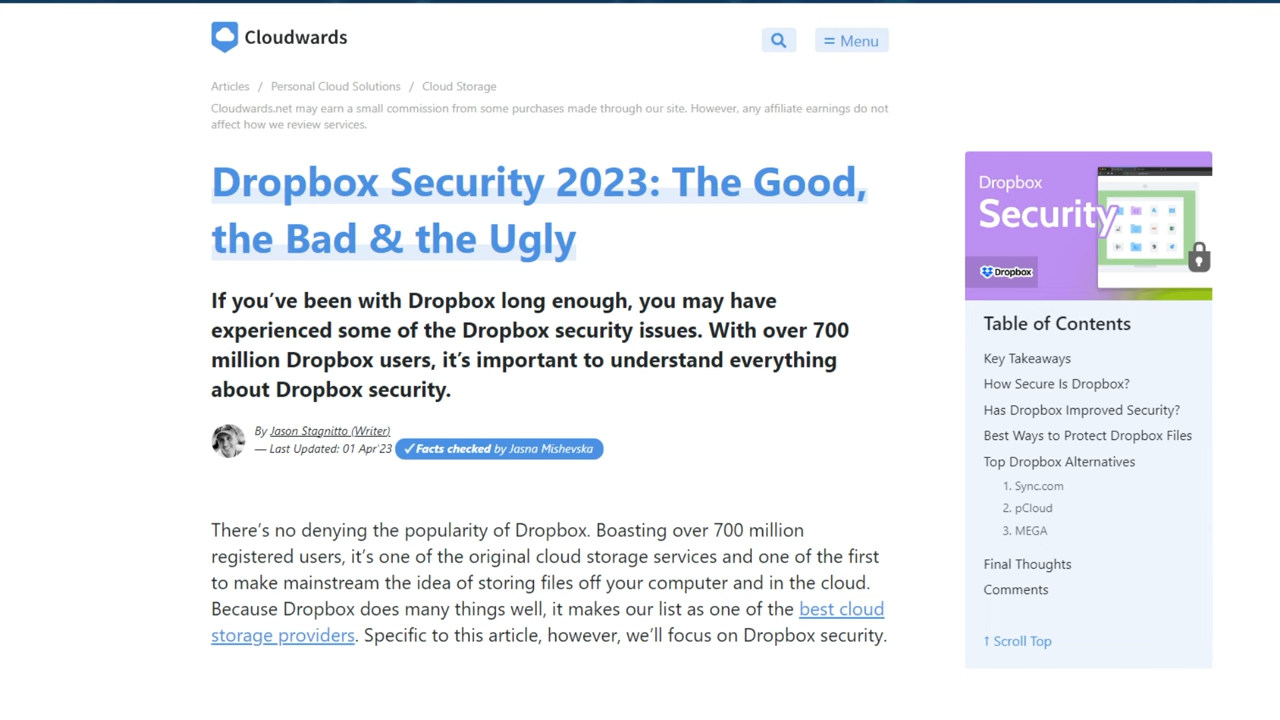 Cloudwards
Menu
Articles / Personal Cloud Solutions / Cloud Storage
Cloudwards.net may earn a small commission from some purchases made through our site. However, any affiliate earnings do not
affect how we review services.
Dropbox Security 2023: The Good,
the Bad & the Ugly
If you’ve been with Dropbox long enough, you may have
experienced some of the Dropbox security issues. With over 700
million Dropbox users, it’s important to understand everything
about Dropbox security.
By Jason Stagnitto (Writer)
— Last Updated: 01 Apr'23 ✓Facts checked by Jasna Mishevska
There’s no denying the popularity of Dropbox. Boasting over 700 million
registered users, it’s one of the original cloud storage services and one of the first
to make mainstream the idea of storing files off your computer and in the cloud.
Because Dropbox does many things well, it makes our list as one of the best cloud
storage providers. Specific to this article, however, we’ll focus on Dropbox security.
Dropbox
Security
Dropbox
Table of Contents
Key Takeaways
How Secure Is Dropbox?
Has Dropbox Improved Security?
Best Ways to Protect Dropbox Files
Top Dropbox Alternatives
1. Sync.com
2. pCloud
3. MEGA
Final Thoughts
Comments
↑ Scroll Top